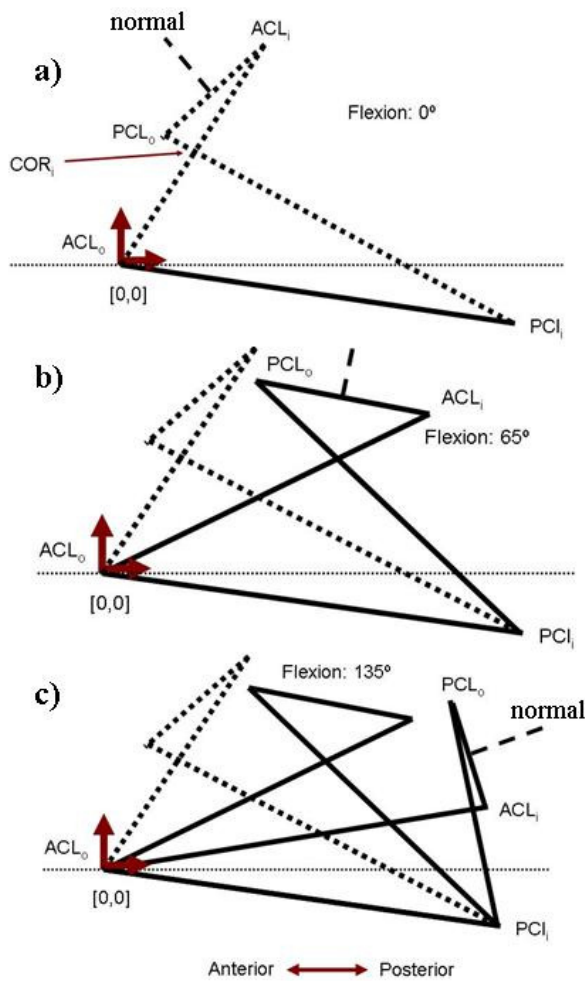 normal
ACLi
a)
PCLo
Flexion: 0º
CORi
ACLo
[0,0]
PCIi
b)
PCLo
ACLi
Flexion: 65º
ACLo
[0,0]
PCIi
c)
Flexion: 135º
PCLo
normal
ACLi
ACLo
[0,0]
PCIi
Anterior Posterior